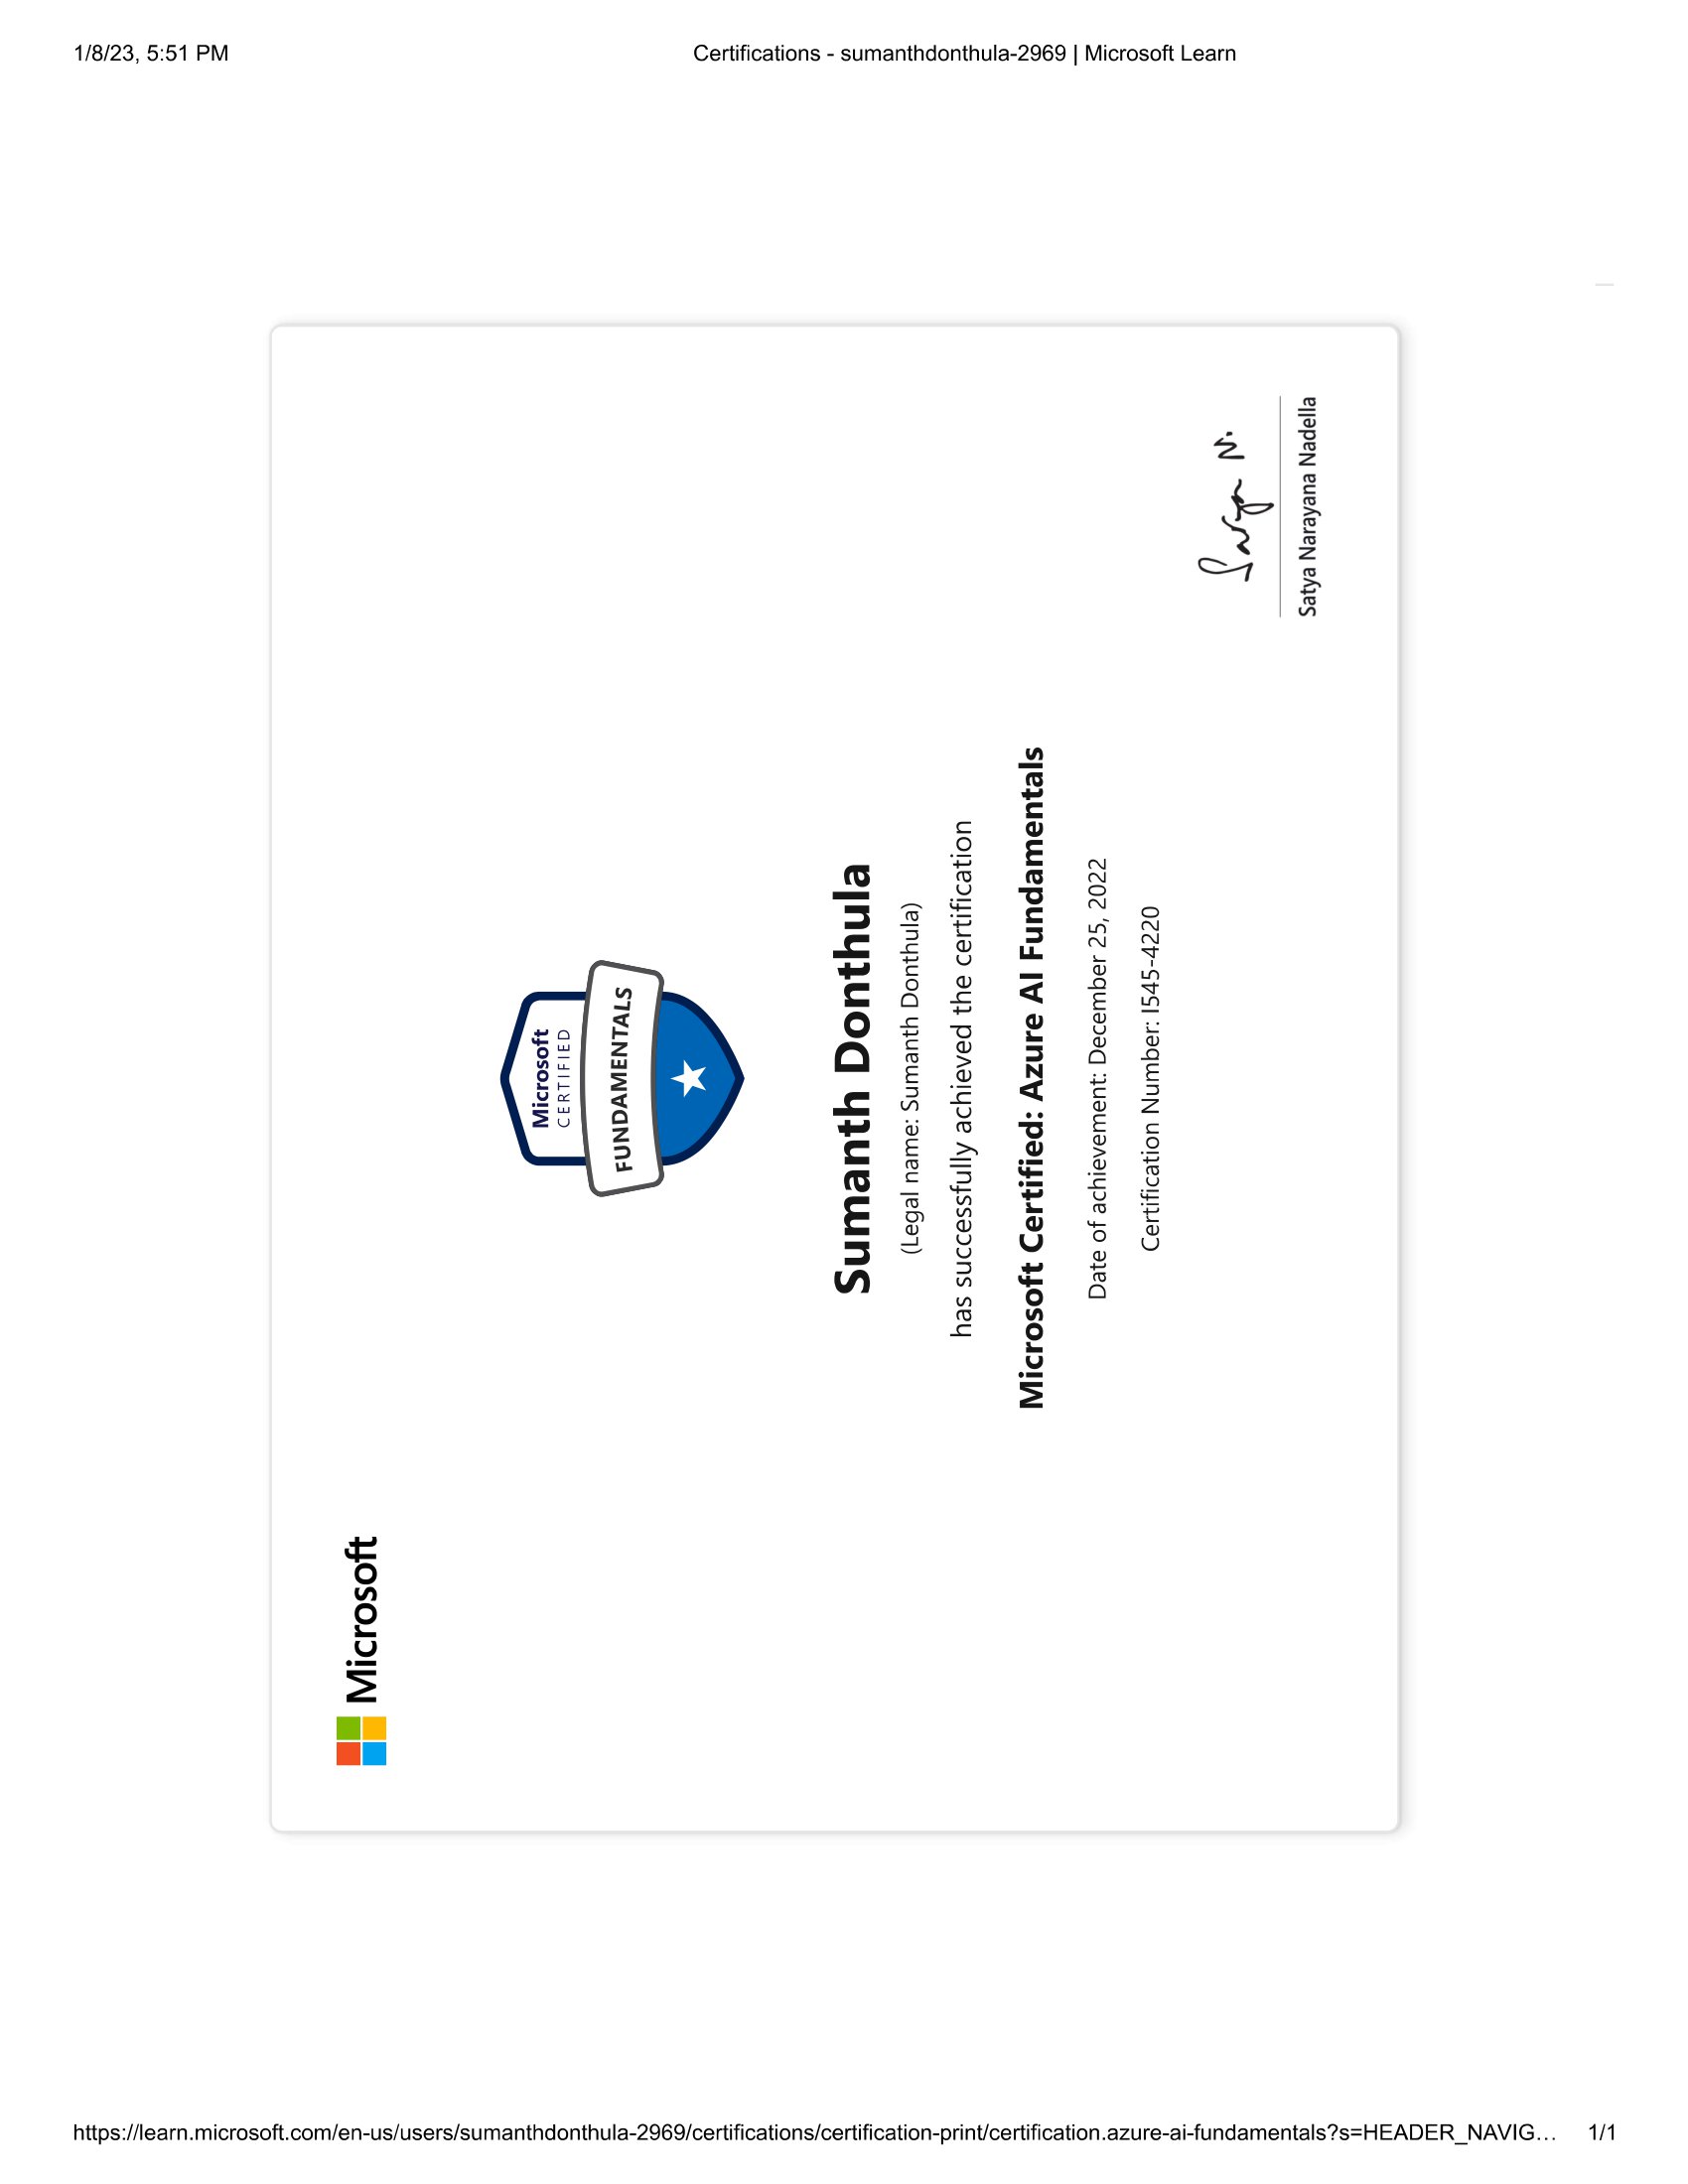 1/8/23, 5:51 PM
Certifications - sumanthdonthula-2969 | Microsoft Learn
Microsoft
Microsoft
CERTIFIED
FUNDAMENTALS
Sumanth Donthula
(Legal name: Sumanth Donthula)
has successfully achieved the certification
Microsoft Certified: Azure AI Fundamentals
Date of achievement: December 25, 2022
Certification Number: I545-4220
Satya N.
Satya Narayana Nadella
https://learn.microsoft.com/en-us/users/sumanthdonthula-2969/certifications/certification-print/certification.azure-ai-fundamentals?s=HEADER_NAVIG…
1/1